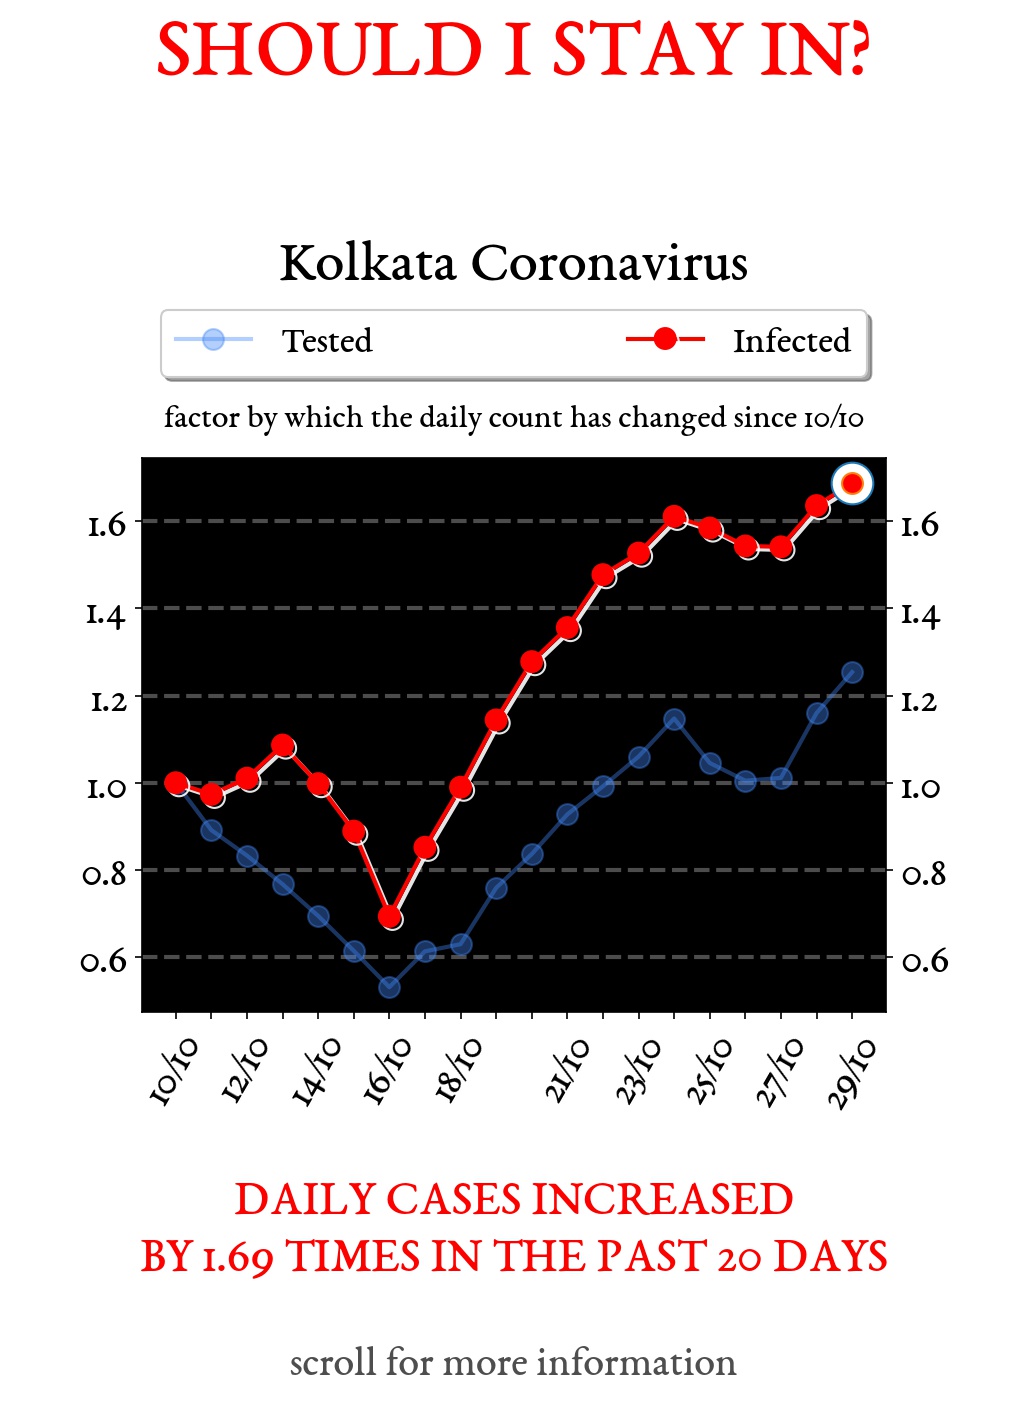 SHOULD I STAY IN?
Kolkata Coronavirus
Tested Infected
factor by which the daily count has changed since 10/10
1.6 1.6
1.4 1.4
1.2 1.2
1.0 1.0
0.8 0.8
0.6 0.6
10/10 12/10 14/10 16/10 18/10 21/10 23/10 25/10 27/10 29/10
DAILY CASES INCREASED
BY 1.69 TIMES IN THE PAST 20 DAYS
scroll for more information